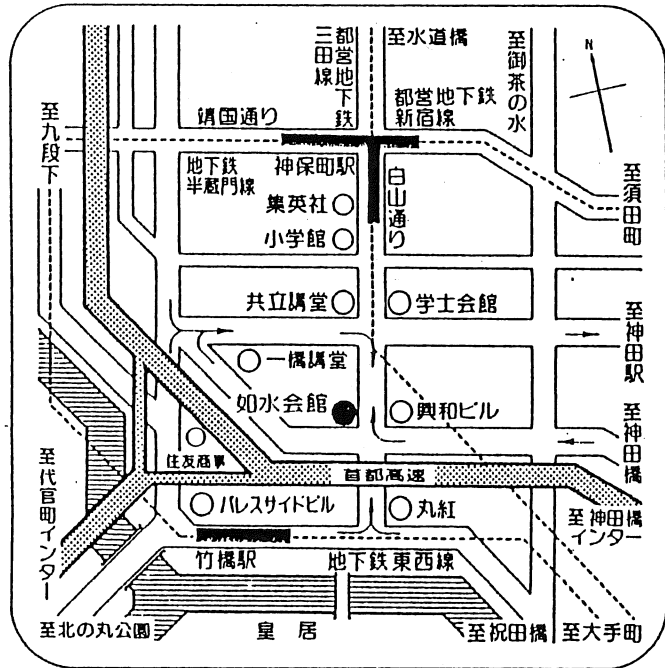 都営地下鉄
三田線
至水道橋
至御茶の水
N
至九段下
靖国通り
都営地下鉄
新宿線
地下鉄
半蔵門線
神保町駅
白山通り
至須田町
集英社
小学館
共立講堂
学士会館
至神田駅
一橋講堂
如水会館
興和ビル
至神田橋
住友商事
首都高速
至代官町インター
パレスサイドビル
丸紅
至神田橋
インター
竹橋駅
地下鉄東西線
至北の丸公園
皇居
至祝田橋
至大手町